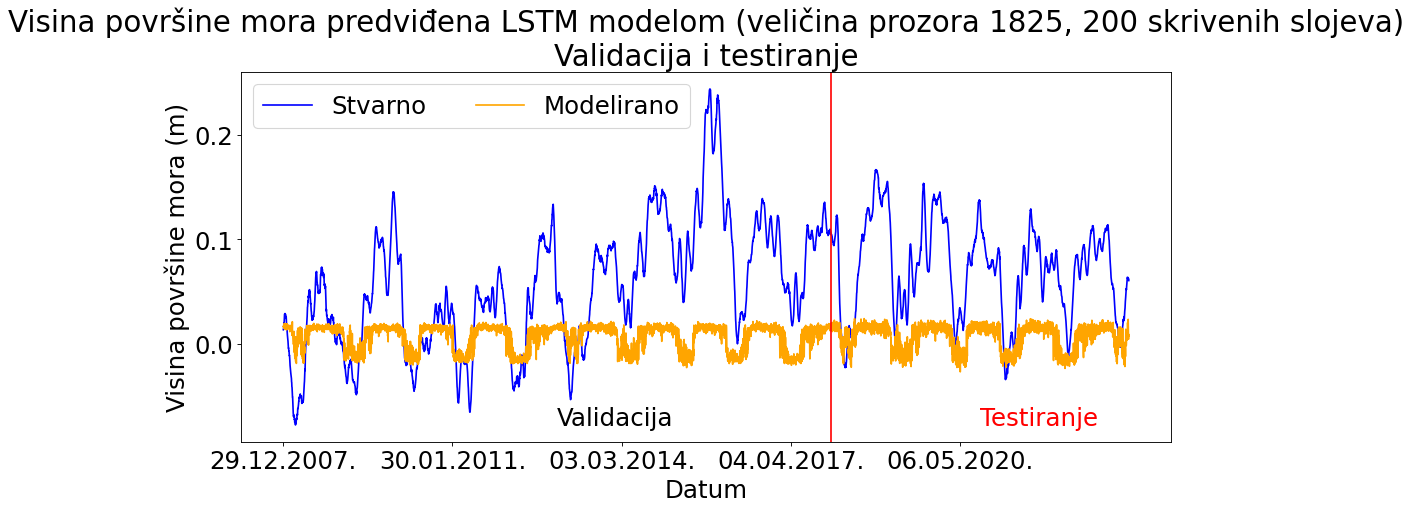 Visina površine mora predviđena LSTM modelom (veličina prozora 1825, 200 skrivenih slojeva)
Validacija i testiranje
Stvarno
Modelirano
Visina površine mora (m)
0.2
0.1
0.0
Validacija
Testiranje
29.12.2007.
30.01.2011.
03.03.2014.
04.04.2017.
06.05.2020.
Datum